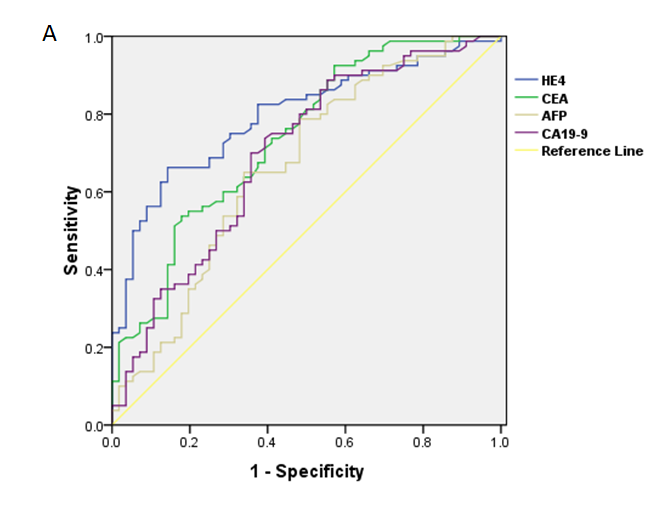 A
1.0
0.8
0.6
0.4
0.2
0.0
Sensitivity
0.0 0.2 0.4 0.6 0.8 1.0
1 - Specificity
HE4
CEA
AFP
CA19-9
Reference Line